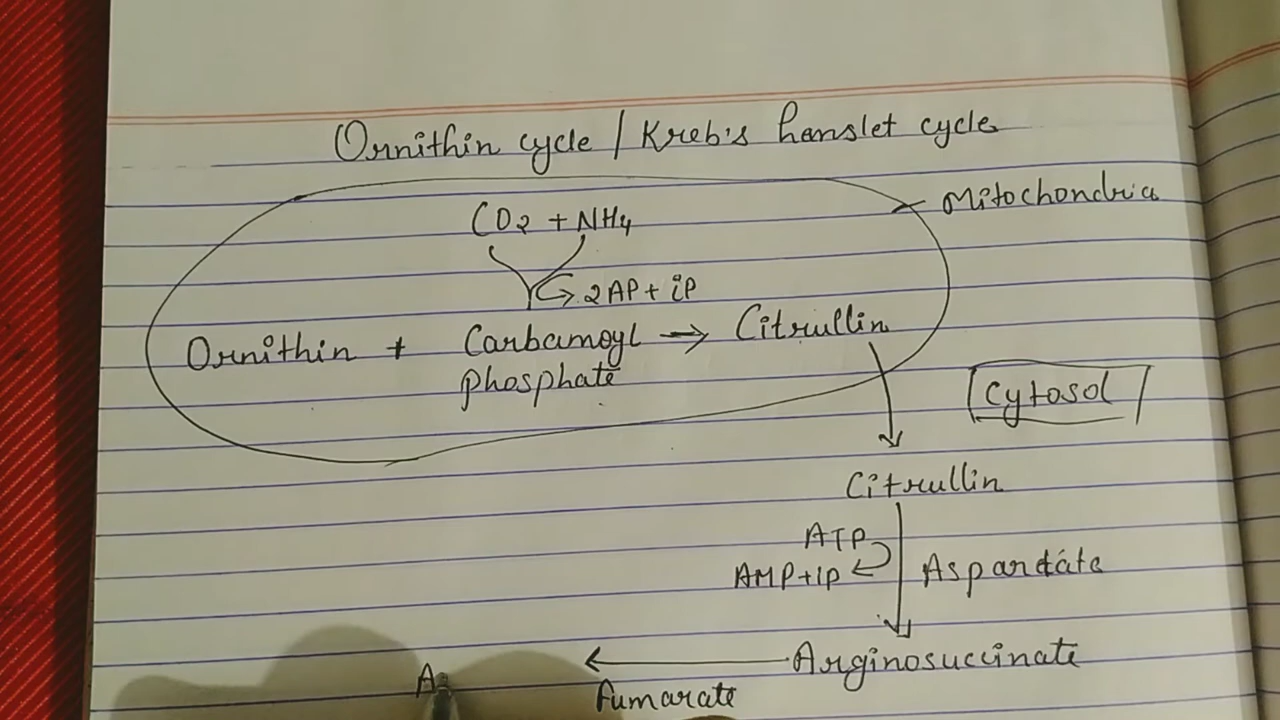 Ornithin cycle / Kreb's hanslet cycle
Mitochondria
CO2 + NH4
2AP + iP
Ornithin + Carbamoyl → Citrullin
phosphate
Cytosol
Citrullin
ATP
AMP+iP Aspardate
Arginosuccinate
fumarate
A